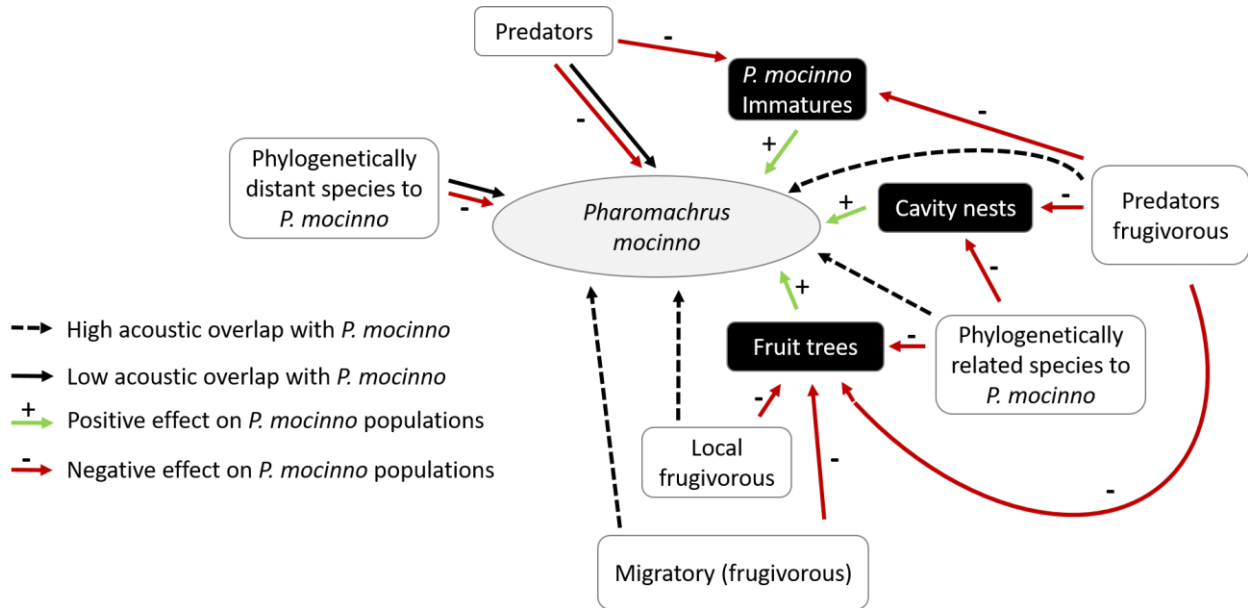 Predators
-
P. mocinno
Immatures
-
-
+
Phylogenetically
distant species to
P. mocinno
-
Pharomachrus
mocinno
+
Cavity nests
-
Predators
frugivorous
-
+
Fruit trees
-
Phylogenetically
related species to
P. mocinno
-
Local
frugivorous
-
-
Migratory (frugivorous)
High acoustic overlap with P. mocinno
Low acoustic overlap with P. mocinno
+
Positive effect on P. mocinno populations
-
Negative effect on P. mocinno populations